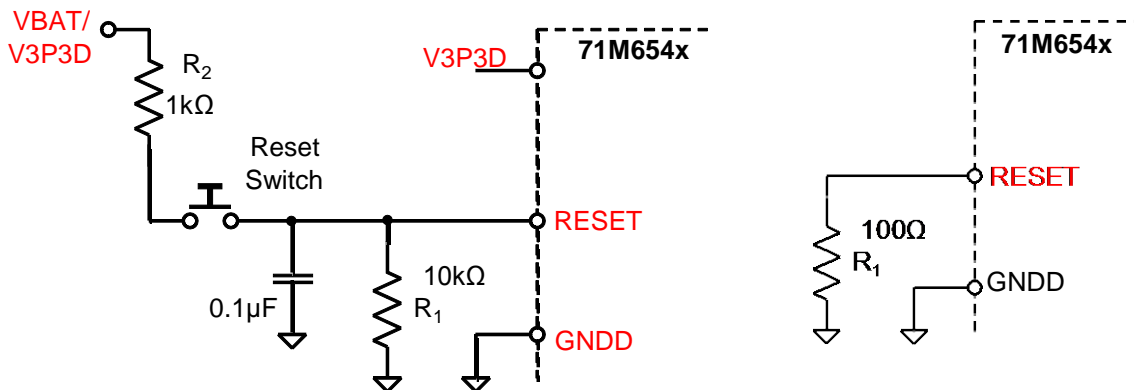 VBAT/
V3P3D
R2
1kΩ
Reset
Switch
0.1µF
10kΩ
R1
V3P3D
71M654x
RESET
GNDD
71M654x
RESET
100Ω
R1
GNDD